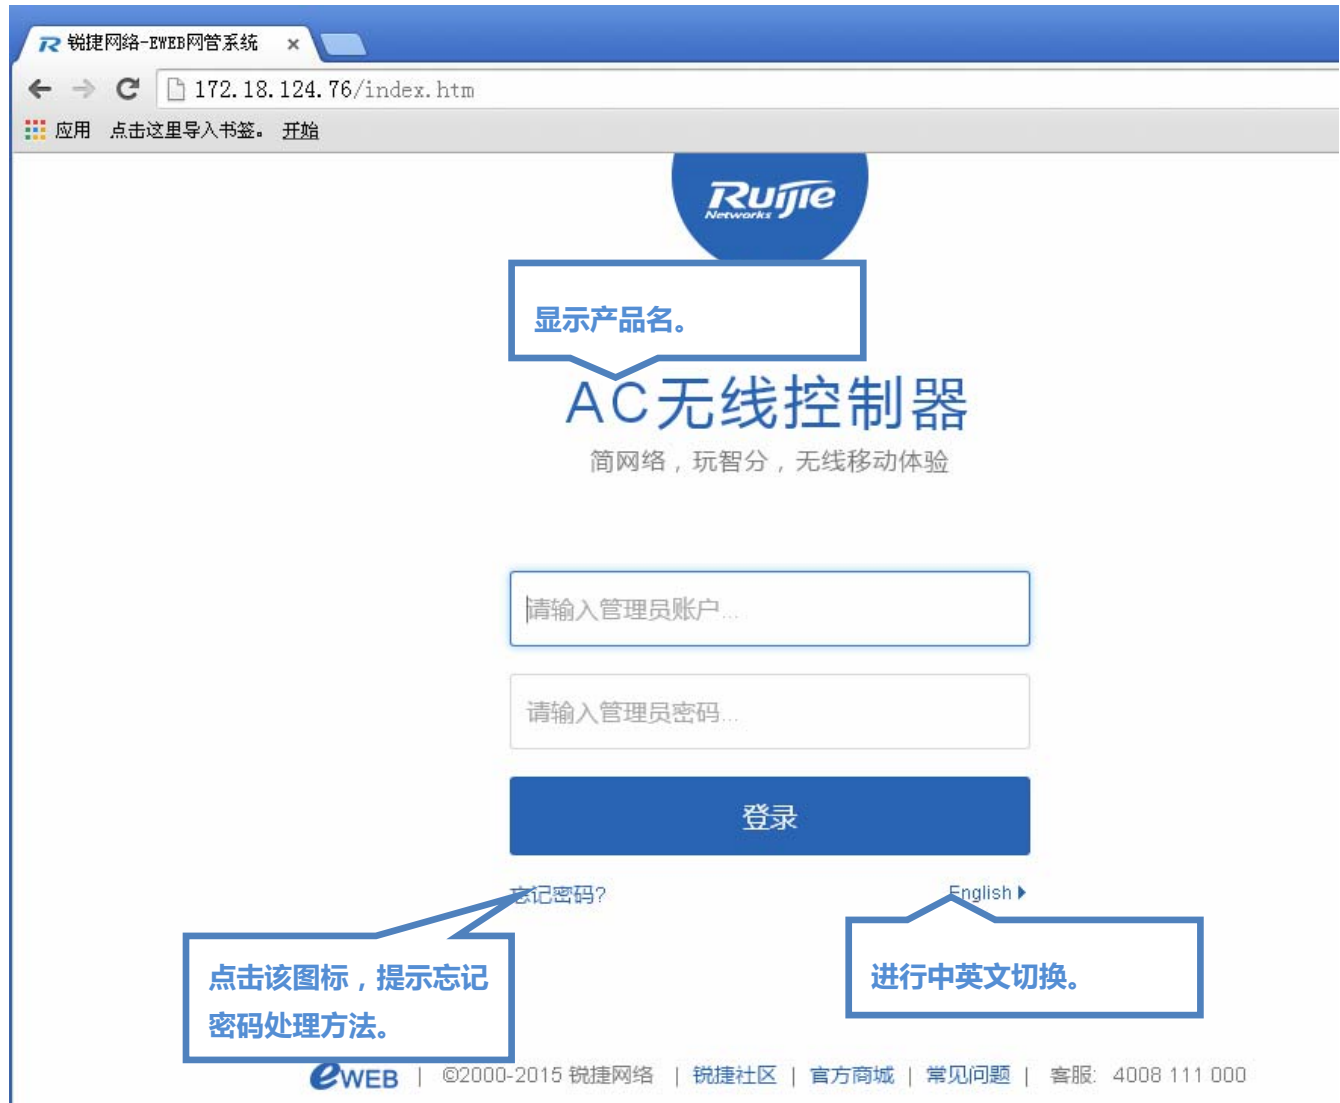 锐捷网络-EWEB网管系统
172.18.124.76/index.htm
应用 点击这里导入书签。 开始
Ruijie
Networks
显示产品名。
AC无线控制器
简网络，玩智分，无线移动体验
请输入管理员账户...
请输入管理员密码...
登录
忘记密码?
English
点击该图标，提示忘记
密码处理方法。
进行中英文切换。
eWEB | ©2000-2015 锐捷网络 | 锐捷社区 | 官方商城 | 常见问题 | 客服: 4008 111 000